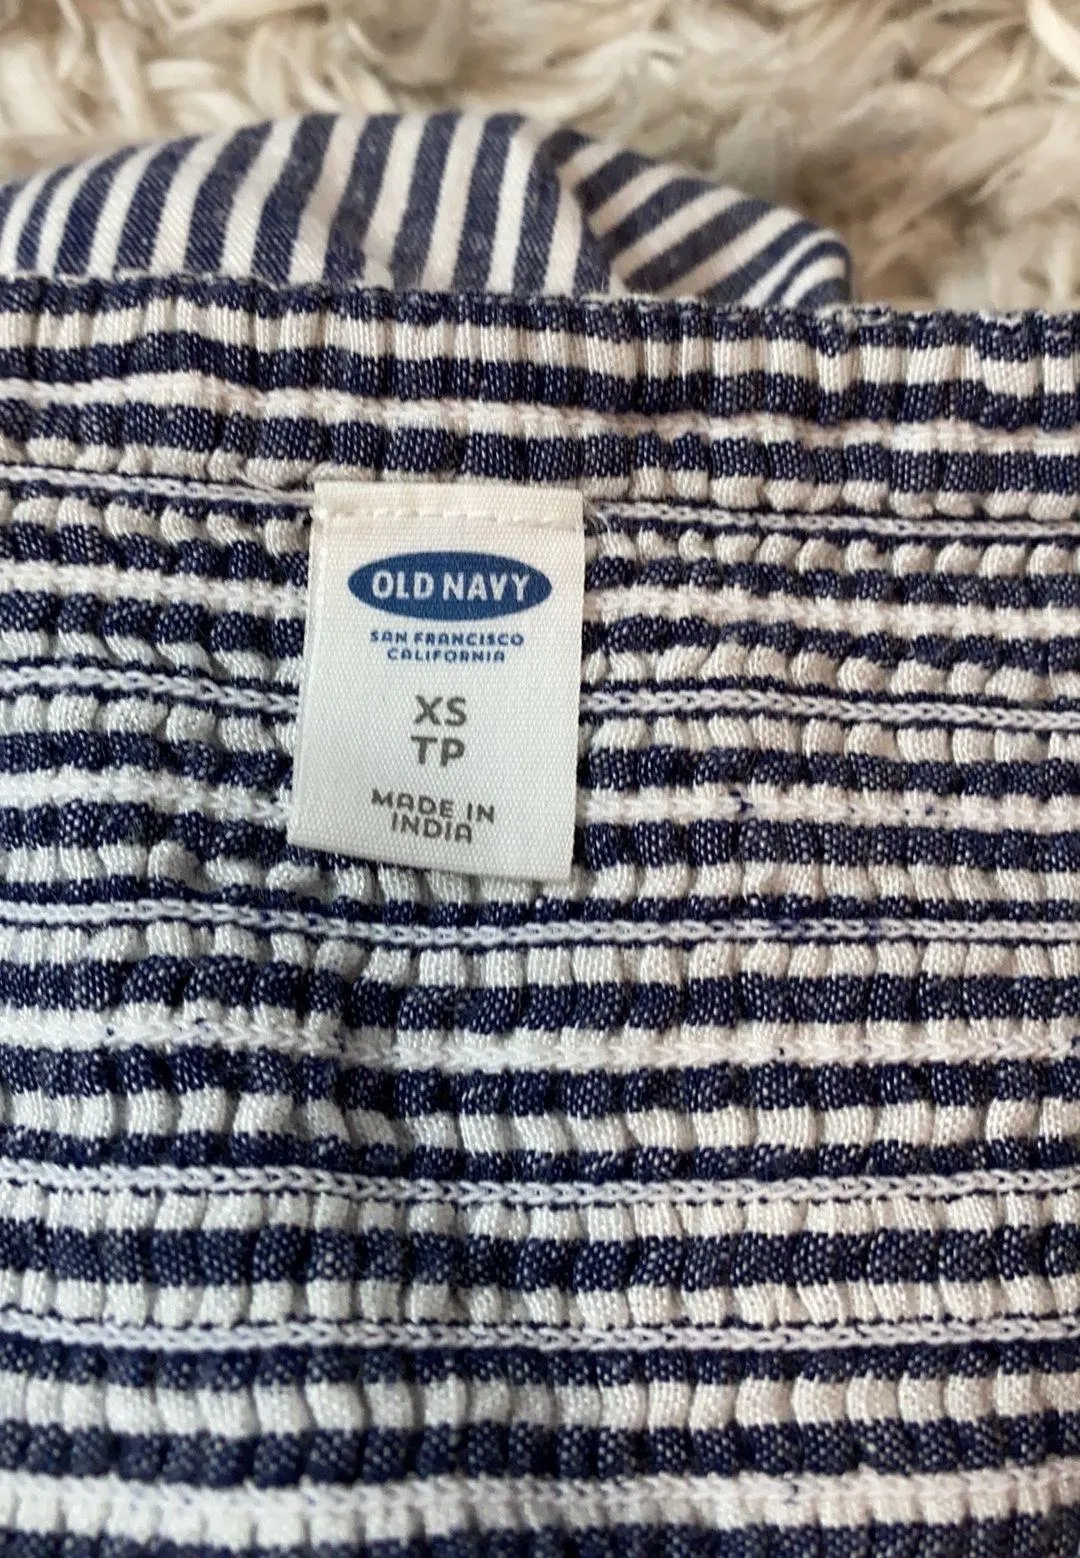 OLD NAVY
SAN FRANCISCO
CALIFORNIA
XS
TP
MADE IN
INDIA